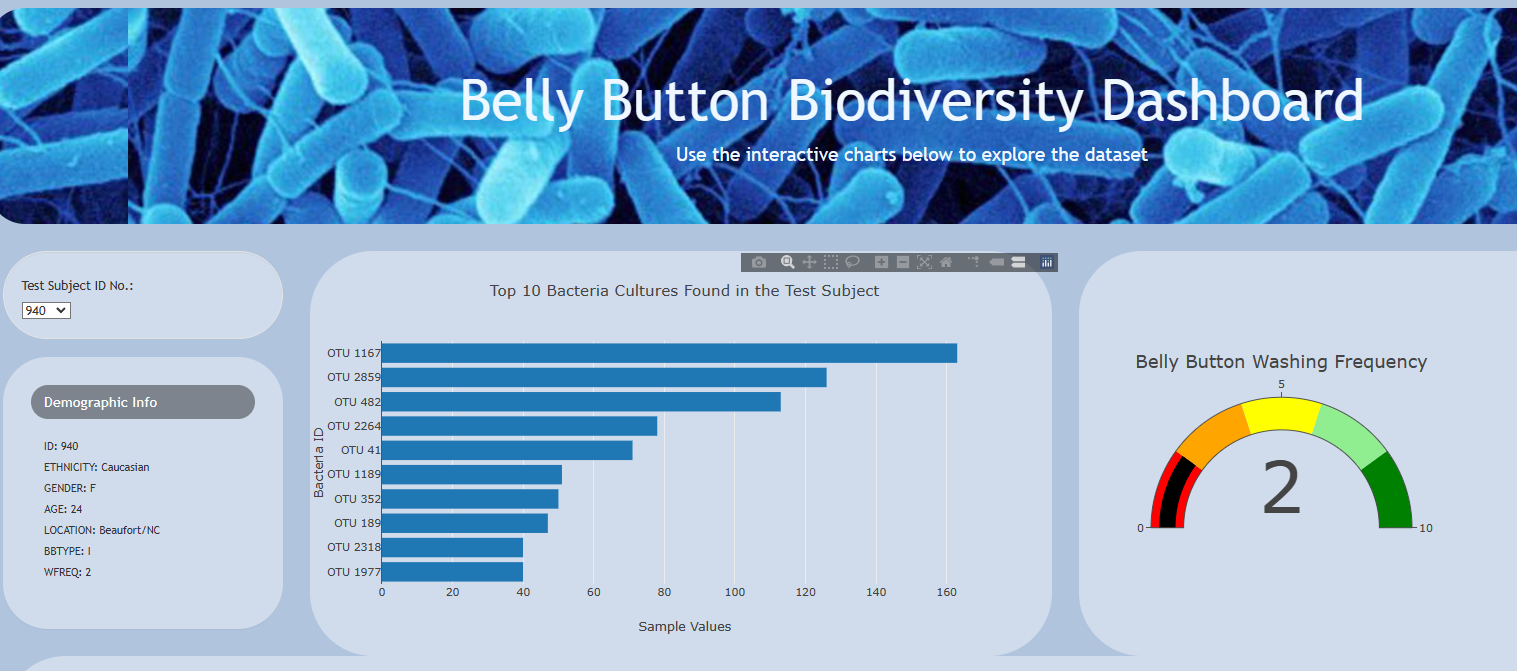 Belly Button Biodiversity Dashboard
Use the interactive charts below to explore the dataset
Test Subject ID No.:
940
Demographic Info
ID: 940
ETHNICITY: Caucasian
GENDER: F
AGE: 24
LOCATION: Beaufort/NC
BBTYPE: I
WFREQ: 2
Top 10 Bacteria Cultures Found in the Test Subject
Bacteria ID
OTU 1167
OTU 2859
OTU 482
OTU 2264
OTU 41
OTU 1189
OTU 352
OTU 189
OTU 2318
OTU 1977
0 20 40 60 80 100 120 140 160
Sample Values
Belly Button Washing Frequency
5
2
0 10